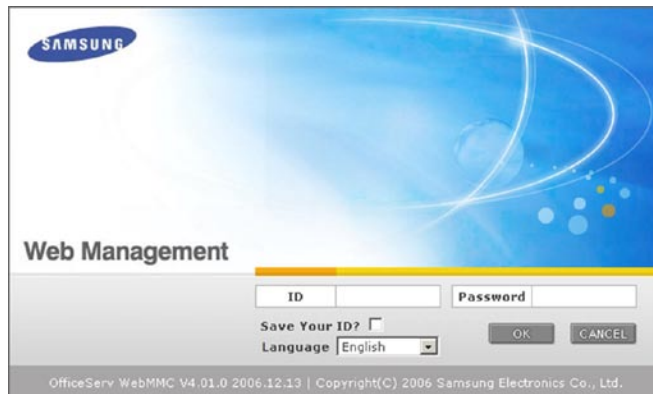 SAMSUNG
Web Management
ID
Password
Save Your ID?
Language English
OK
CANCEL
OfficeServ WebMMC V4.01.0 2006.12.13 | Copyright(C) 2006 Samsung Electronics Co., Ltd.